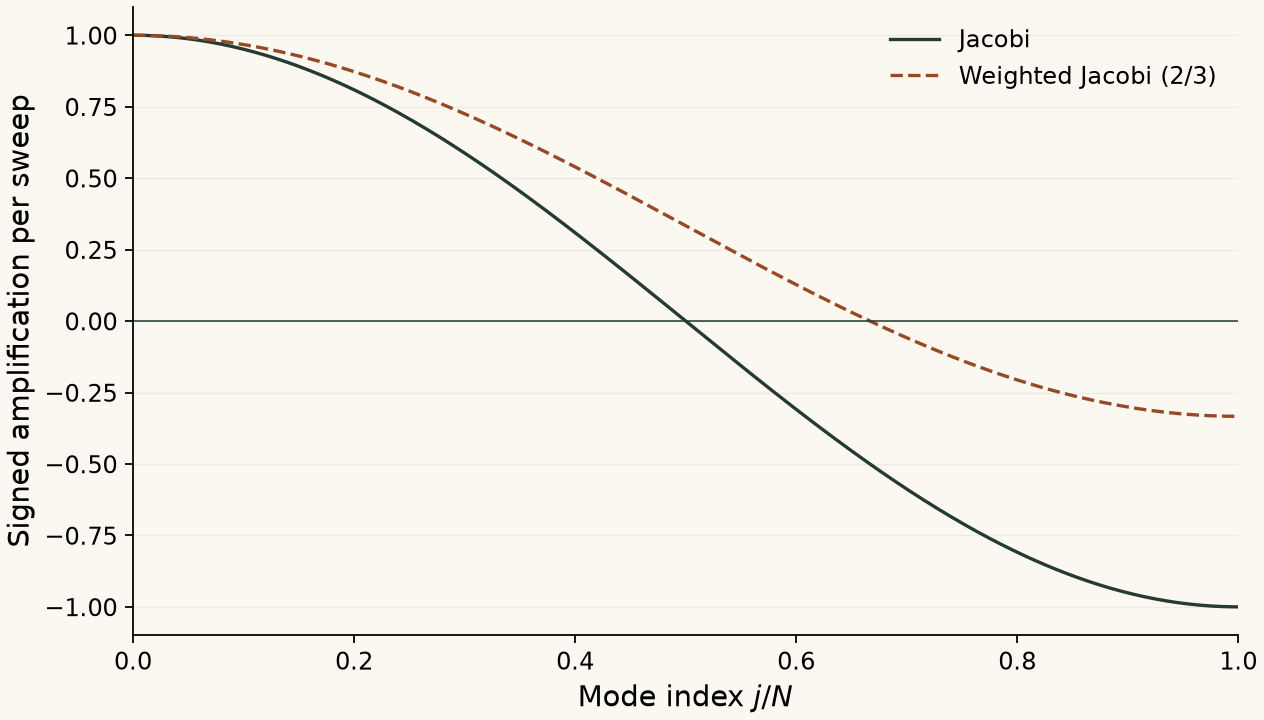 Jacobi
Weighted Jacobi (2/3)
Signed amplification per sweep
1.00
0.75
0.50
0.25
0.00
−0.25
−0.50
−0.75
−1.00
0.0 0.2 0.4 0.6 0.8 1.0
Mode index j/N